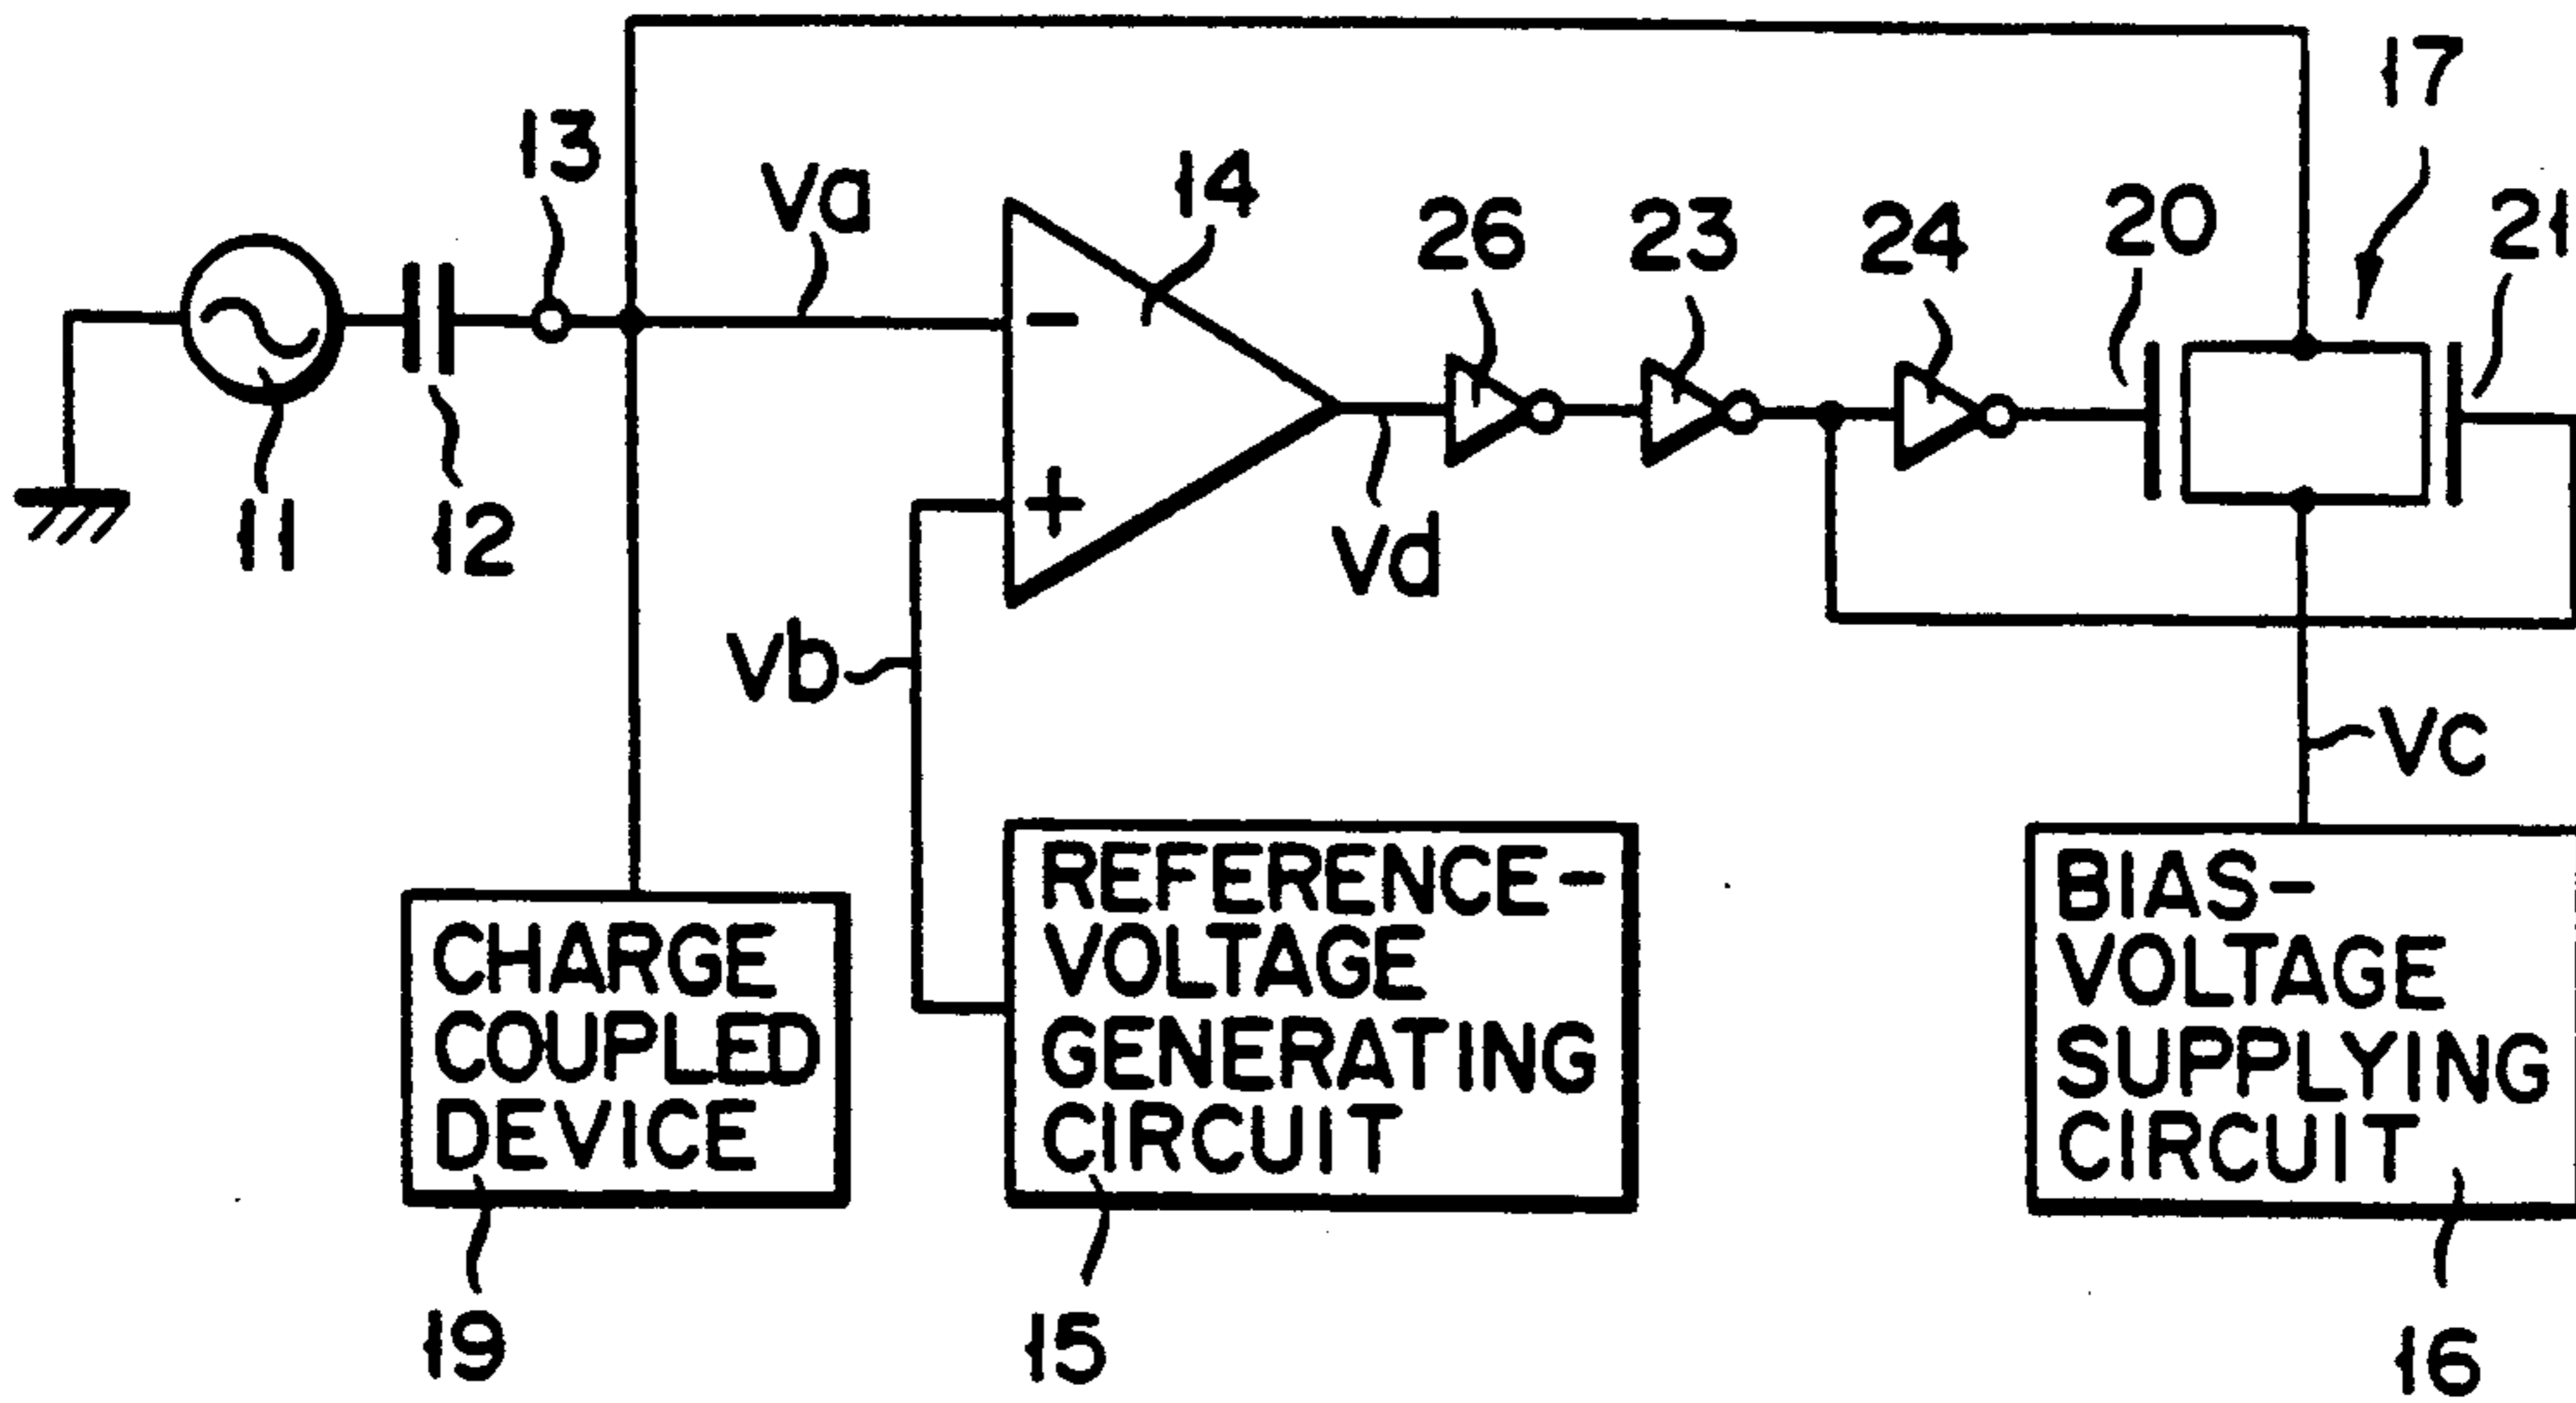 17
13
Va
14
26
23
24
20
21
-
+
11
12
Vd
Vb
Vc
CHARGE
COUPLED
DEVICE
REFERENCE-
VOLTAGE
GENERATING
CIRCUIT
BIAS-
VOLTAGE
SUPPLYING
CIRCUIT
19
15
16